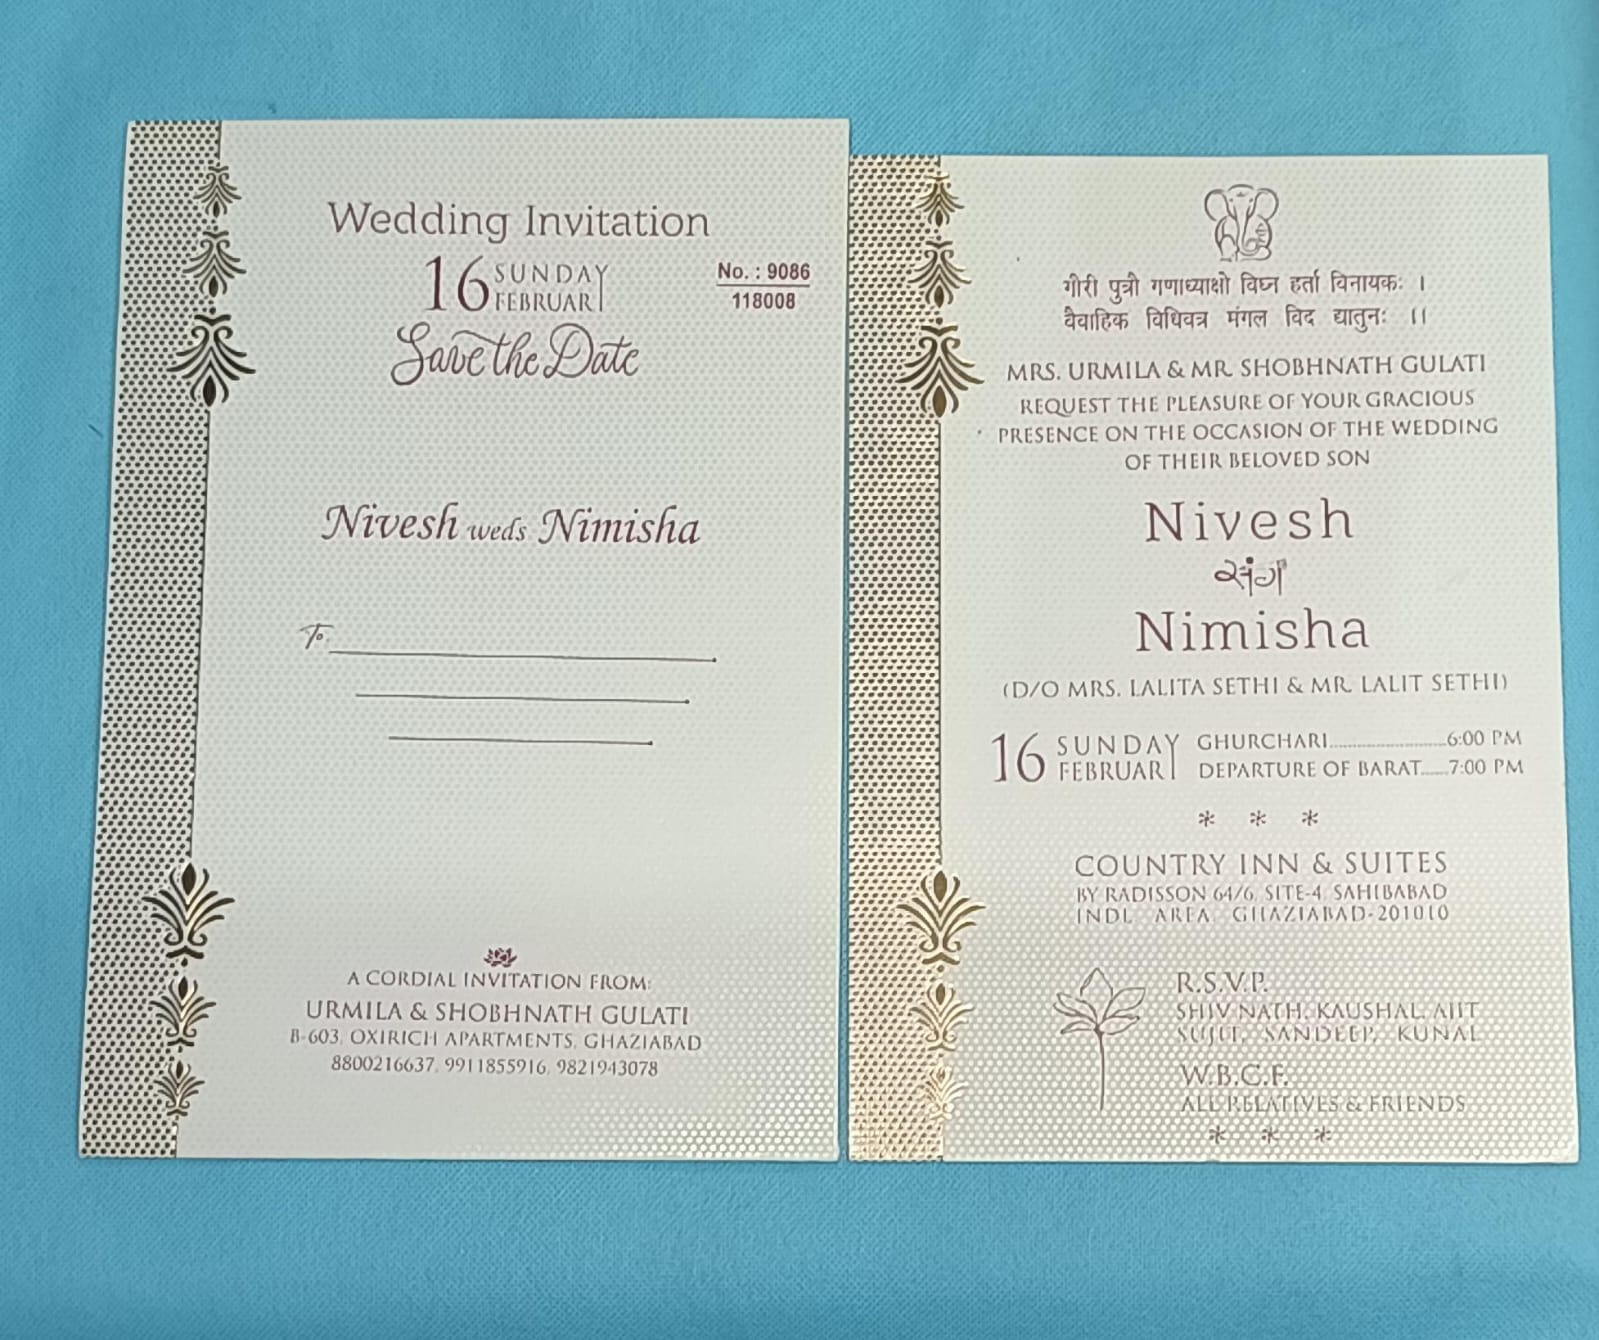 Wedding Invitation
16 SUNDAY
FEBRUARY
No. : 9086
118008
Save the Date
Nivesh weds Nimisha
To
A CORDIAL INVITATION FROM:
URMILA & SHOBHNATH GULATI
B-603, OXIRICH APARTMENTS, GHAZIABAD
8800216637, 9911855916, 9821943078
गौरी पुत्रौ गणाध्याक्षो विघ्न हर्ता विनायकः ।
वैवाहिक विधिवत्र मंगल विद द्यातुनः ।।
MRS. URMILA & MR. SHOBHNATH GULATI
REQUEST THE PLEASURE OF YOUR GRACIOUS
PRESENCE ON THE OCCASION OF THE WEDDING
OF THEIR BELOVED SON
Nivesh
संग
Nimisha
(D/O MRS. LALITA SETHI & MR. LALIT SETHI)
16 SUNDAY
FEBRUARY
GHURCHARI..........................6:00 PM
DEPARTURE OF BARAT......7:00 PM
* * *
COUNTRY INN & SUITES
BY RADISSON 64/6, SITE-4, SAHIBABAD
INDL. AREA, GHAZIABAD-201010
R.S.V.P.
SHIV NATH, KAUSHAL, AJIT
SUJIT, SANDEEP, KUNAL
W.B.C.F.
ALL RELATIVES & FRIENDS
* * *